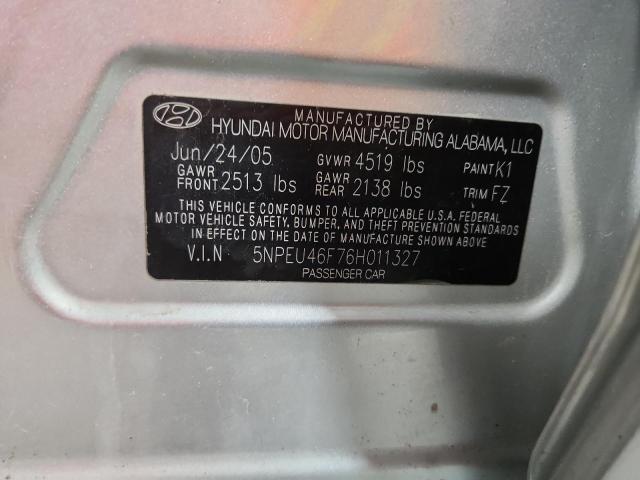 MANUFACTURED BY
HYUNDAI MOTOR MANUFACTURING ALABAMA, LLC
Jun/24/05 GVWR 4519 lbs PAINT K1
GAWR FRONT 2513 lbs GAWR REAR 2138 lbs TRIM FZ
THIS VEHICLE CONFORMS TO ALL APPLICABLE U.S.A. FEDERAL
MOTOR VEHICLE SAFETY, BUMPER, AND THEFT PREVENTION STANDARDS
IN EFFECT ON THE DATE OF MANUFACTURE SHOWN ABOVE
V.I.N 5NPEU46F76H011327
PASSENGER CAR